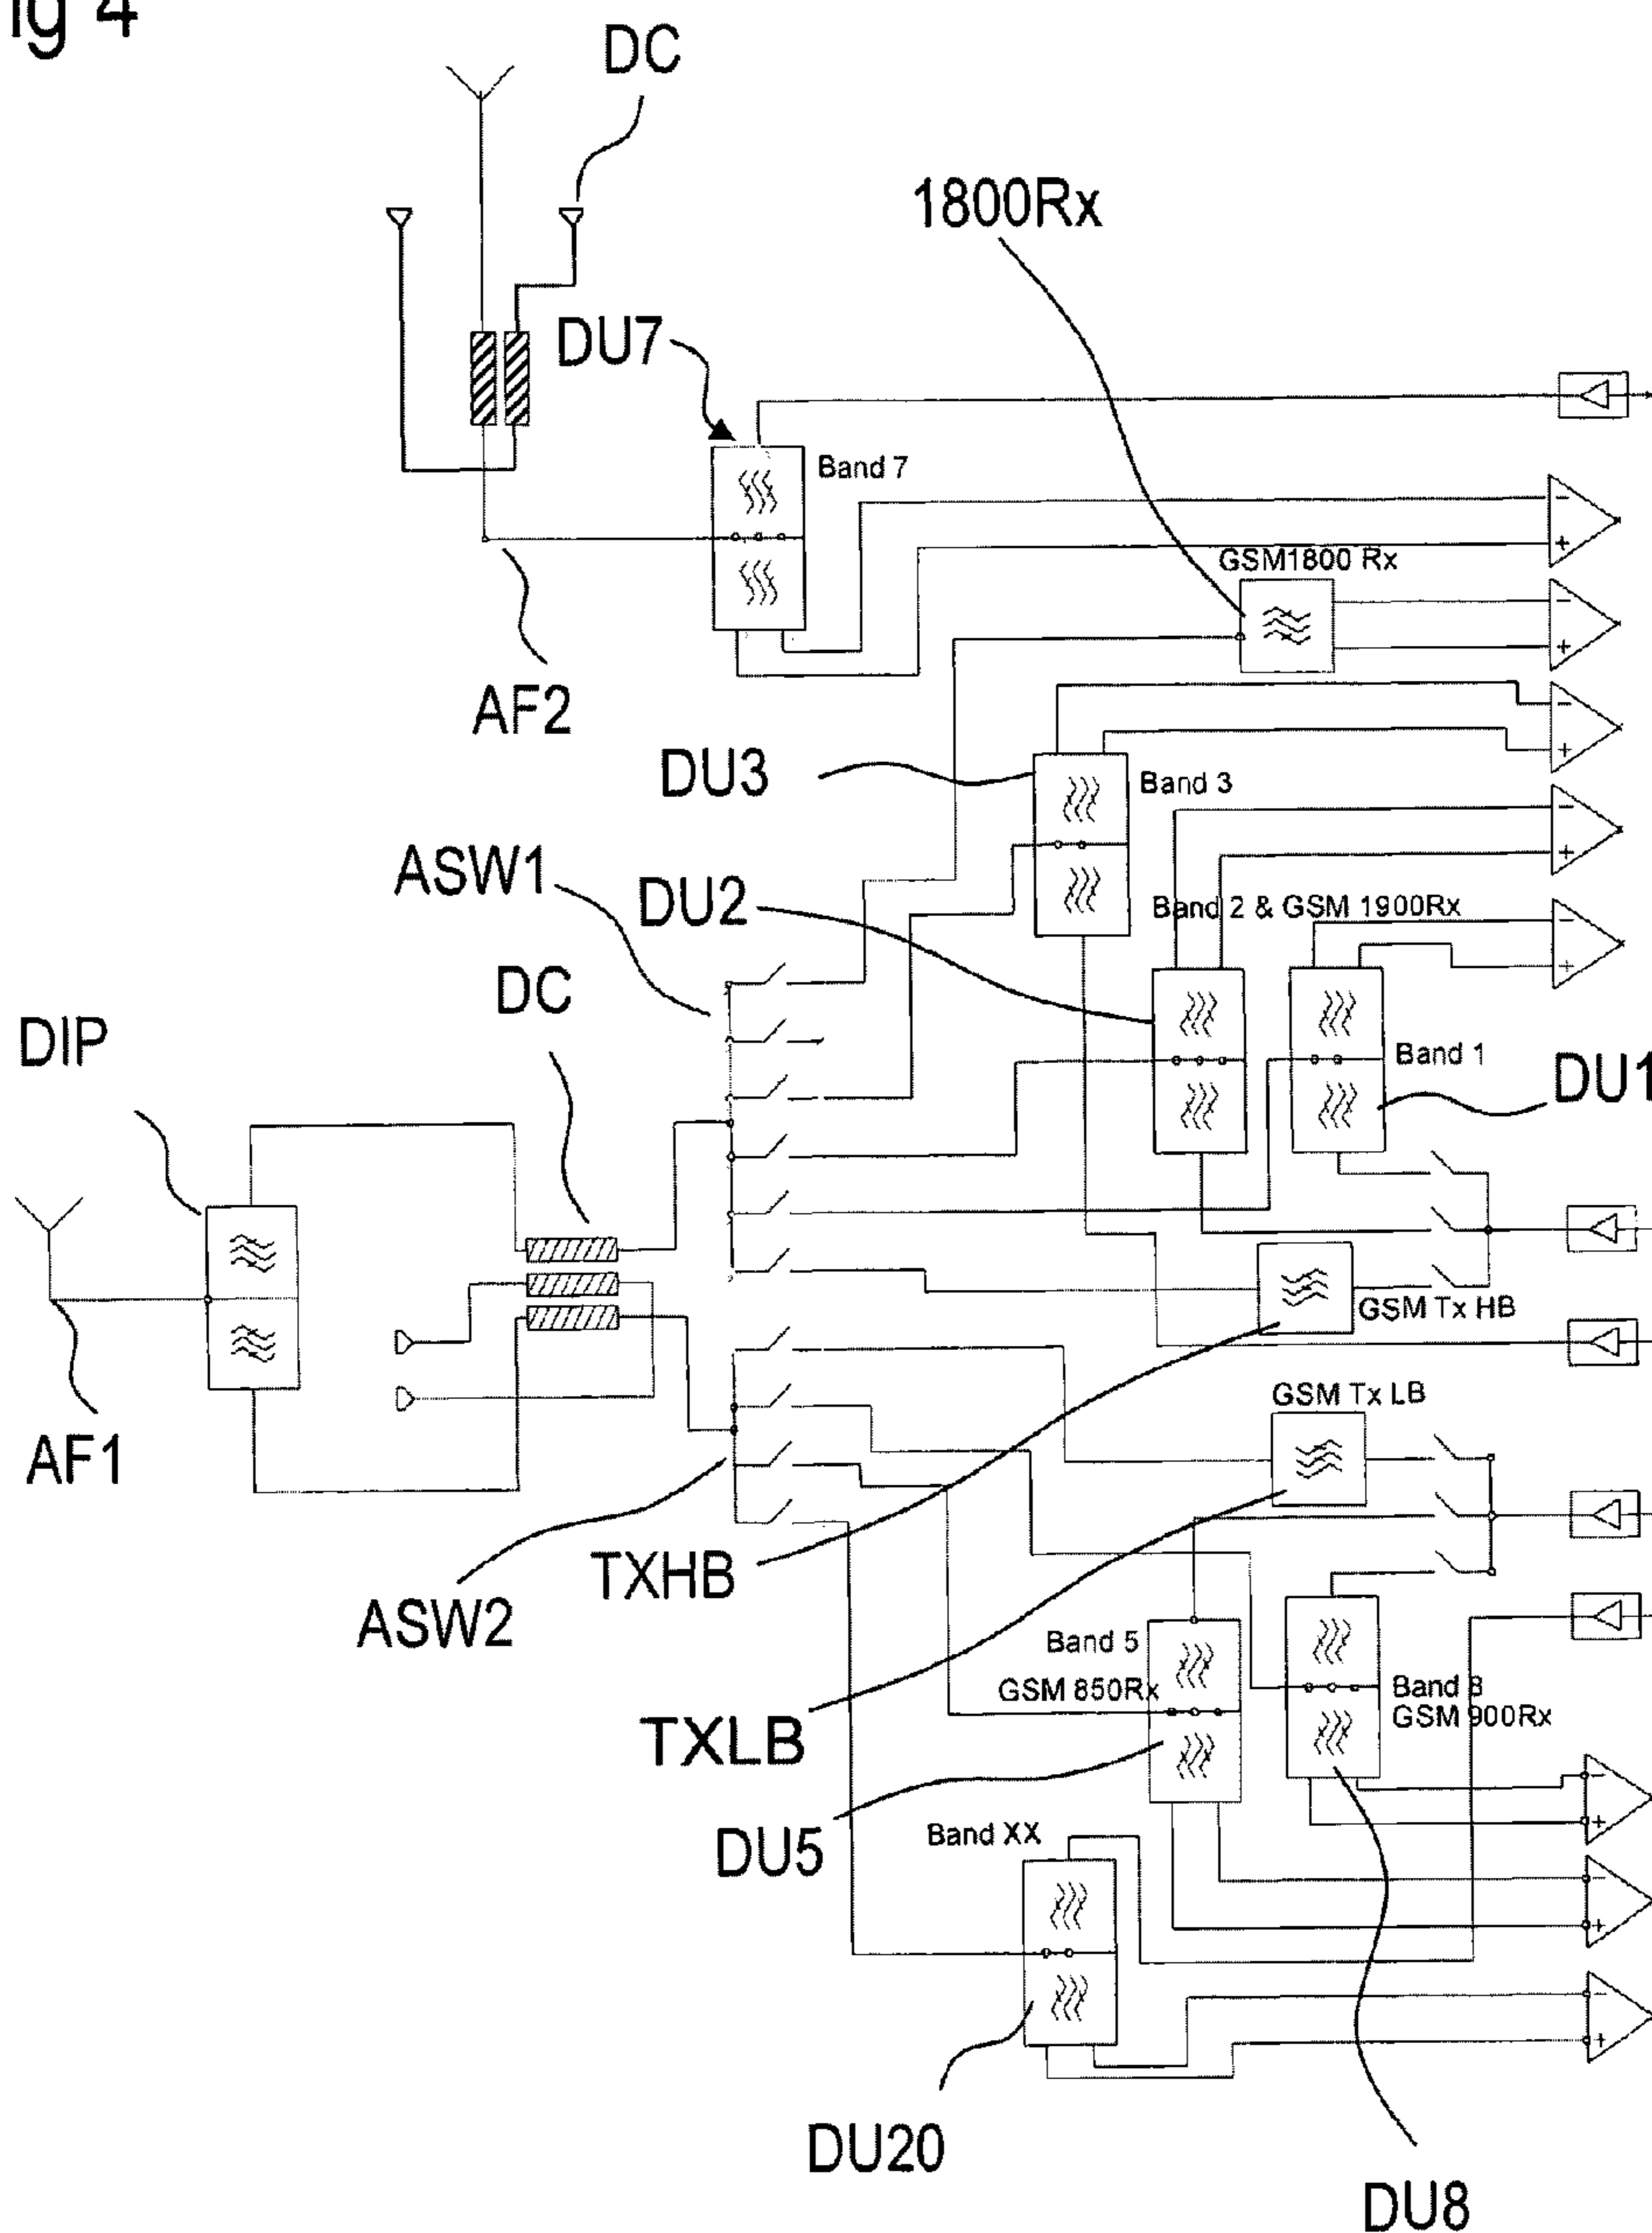 ig 4
DC
1800Rx
DU7
Band 7
GSM1800 Rx
AF2
DU3
Band 3
ASW1
DU2
Band 2 & GSM 1900Rx
DC
DIP
Band 1
DU1
GSM Tx HB
AF1
GSM Tx LB
TXHB
ASW2
Band 5
GSM 850Rx
Band 8
GSM 900Rx
TXLB
DU5
Band XX
DU20
DU8